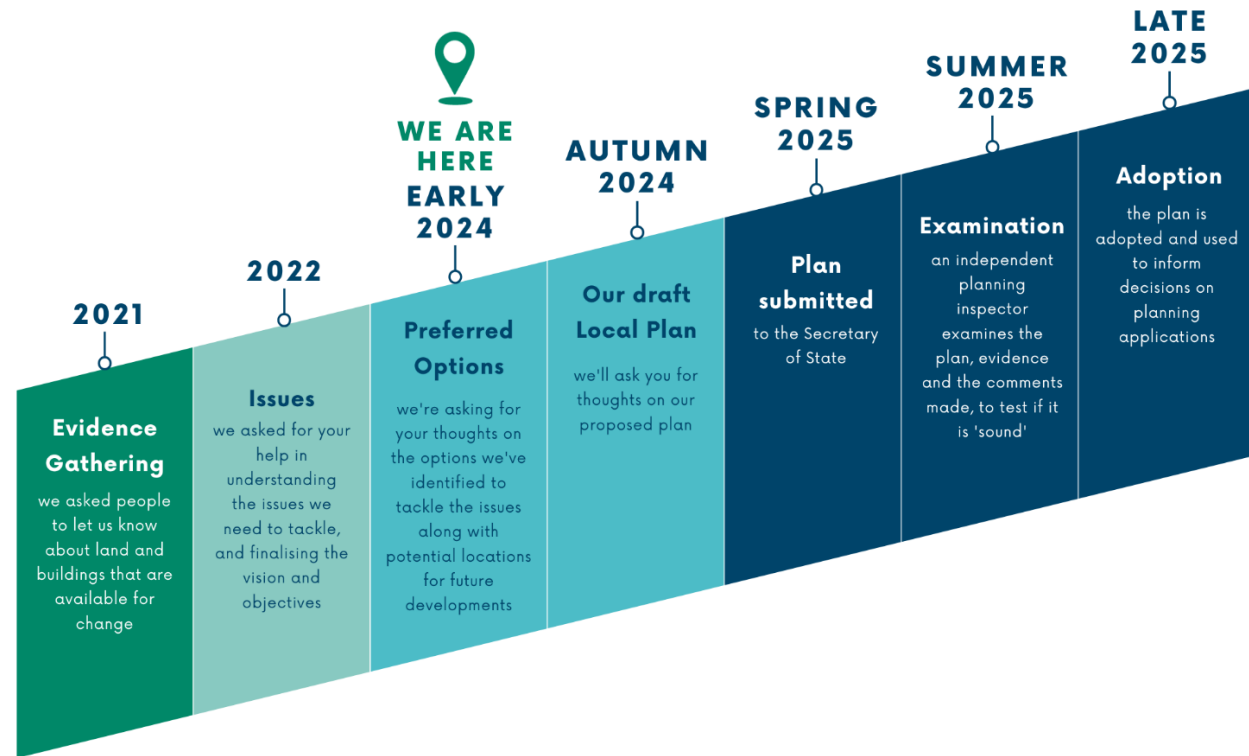 2021
Evidence
Gathering
we asked people
to let us know
about land and
buildings that are
available for
change
2022
Issues
we asked for your
help in
understanding
the issues we
need to tackle,
and finalising the
vision and
objectives
WE ARE
HERE
EARLY
2024
Preferred
Options
we're asking for
your thoughts on
the options we've
identified to
tackle the issues
along with
potential locations
for future
developments
AUTUMN
2024
Our draft
Local Plan
we'll ask you for
thoughts on our
proposed plan
SPRING
2025
Plan
submitted
to the Secretary
of State
SUMMER
2025
Examination
an independent
planning
inspector
examines the
plan, evidence
and the comments
made, to test if it
is 'sound'
LATE
2025
Adoption
the plan is
adopted and used
to inform
decisions on
planning
applications